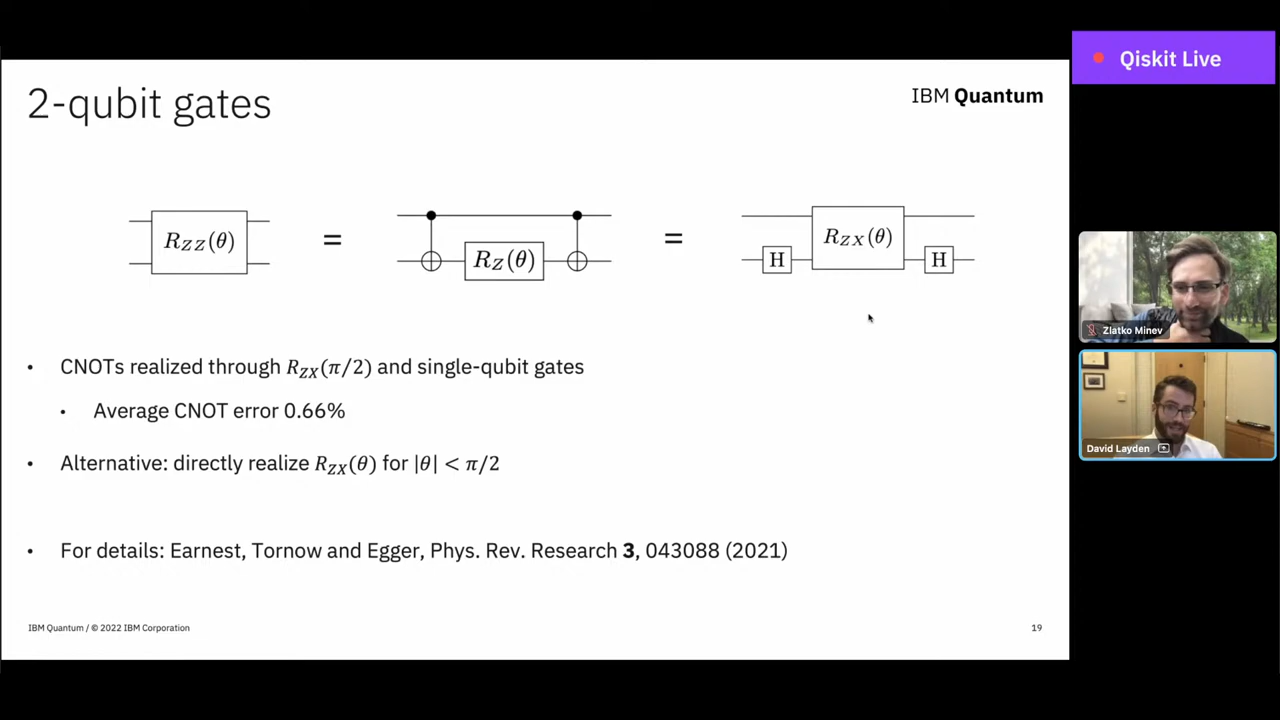 Qiskit Live
2-qubit gates
IBM Quantum
R_ZZ(θ)
=
R_Z(θ)
=
H
R_ZX(θ)
H
• CNOTs realized through R_ZX(π/2) and single-qubit gates
• Average CNOT error 0.66%
• Alternative: directly realize R_ZX(θ) for |θ| < π/2
• For details: Earnest, Tornow and Egger, Phys. Rev. Research 3, 043088 (2021)
IBM Quantum / © 2022 IBM Corporation
19
Zlatko Minev
David Layden